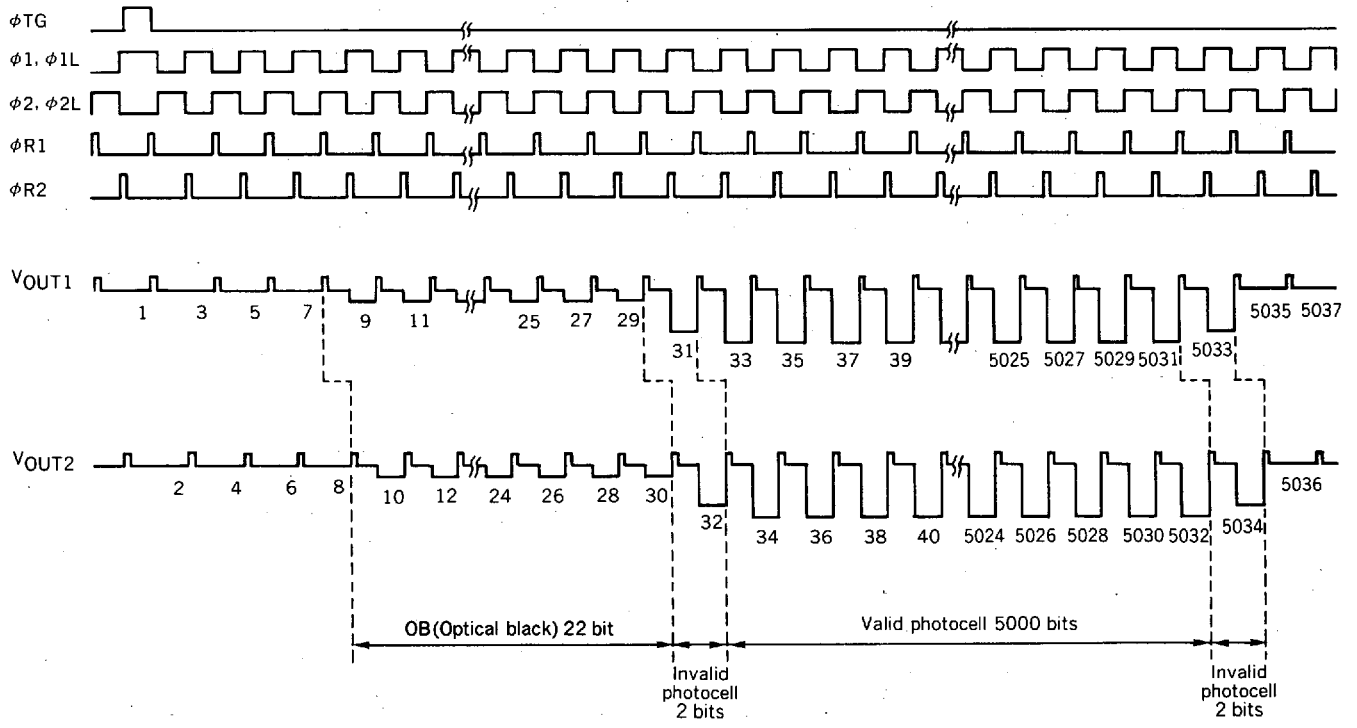 φTG
φ1, φ1L
φ2, φ2L
φR1
φR2
VOUT1
1 3 5 7 9 11 25 27 29 31 33 35 37 39 5025 5027 5029 5031 5033 5035 5037
VOUT2
2 4 6 8 10 12 24 26 28 30 32 34 36 38 40 5024 5026 5028 5030 5032 5034 5036
OB(Optical black) 22 bit
Valid photocell 5000 bits
Invalid
photocell
2 bits
Invalid
photocell
2 bits